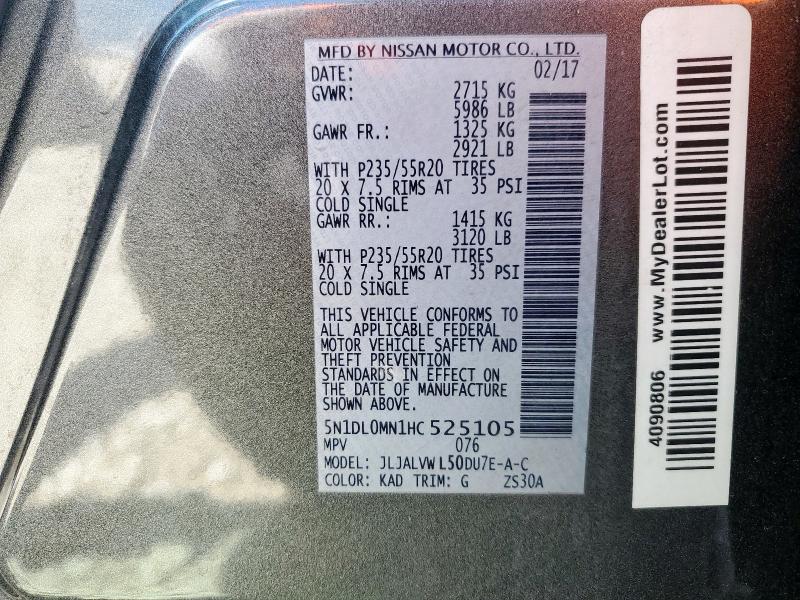 MFD BY NISSAN MOTOR CO., LTD.
DATE: 02/17
GVWR: 2715 KG
5986 LB
GAWR FR.: 1325 KG
2921 LB
WITH P235/55R20 TIRES
20 X 7.5 RIMS AT 35 PSI
COLD SINGLE
GAWR RR.: 1415 KG
3120 LB
WITH P235/55R20 TIRES
20 X 7.5 RIMS AT 35 PSI
COLD SINGLE
THIS VEHICLE CONFORMS TO
ALL APPLICABLE FEDERAL
MOTOR VEHICLE SAFETY AND
THEFT PREVENTION
STANDARDS IN EFFECT ON
THE DATE OF MANUFACTURE
SHOWN ABOVE.
5N1DL0MN1HC 525105
MPV 076
MODEL: JLJALVW L50DU7E-A-C
COLOR: KAD TRIM: G ZS30A
4090806 www.MyDealerLot.com